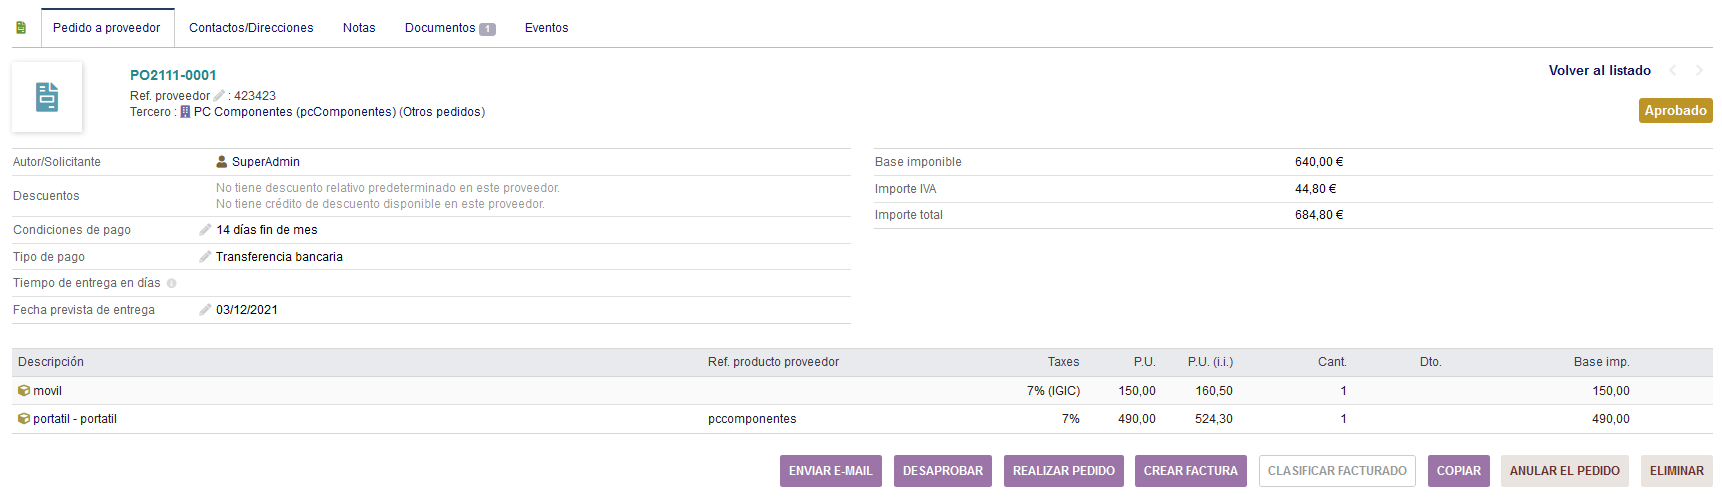 Pedido a proveedor Contactos/Direcciones Notas Documentos 1 Eventos
PO2111-0001
Volver al listado
Ref. proveedor : 423423
Tercero : PC Componentes (pcComponentes) (Otros pedidos)
Aprobado
Autor/Solicitante SuperAdmin
Descuentos No tiene descuento relativo predeterminado en este proveedor.
No tiene crédito de descuento disponible en este proveedor.
Condiciones de pago 14 días fin de mes
Tipo de pago Transferencia bancaria
Tiempo de entrega en días
Fecha prevista de entrega 03/12/2021
Base imponible 640,00 €
Importe IVA 44,80 €
Importe total 684,80 €
Descripción Ref. producto proveedor Taxes P.U. P.U. (i.i.) Cant. Dto. Base imp.
movil 7% (IGIC) 150,00 160,50 1 150,00
portatil - portatil pccomponentes 7% 490,00 524,30 1 490,00
ENVIAR E-MAIL DESAPROBAR REALIZAR PEDIDO CREAR FACTURA CLASIFICAR FACTURADO COPIAR ANULAR EL PEDIDO ELIMINAR